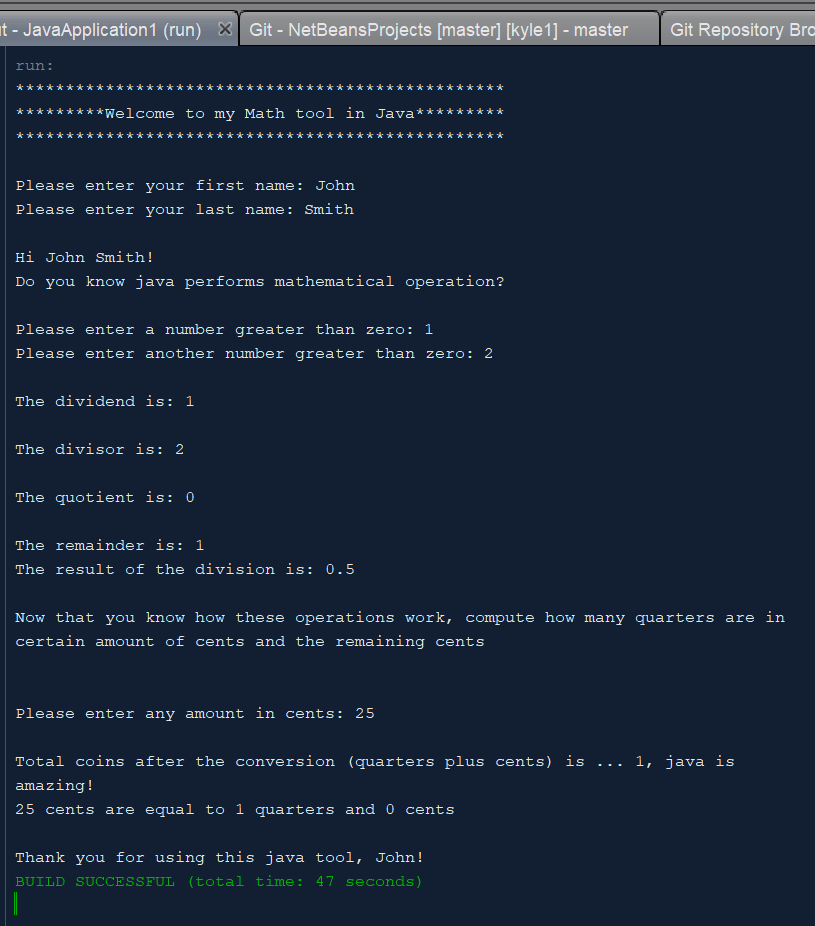 t - JavaApplication1 (run) Git - NetBeansProjects [master] [kyle1] - master Git Repository Bro
run:
*************************************************
*********Welcome to my Math tool in Java*********
*************************************************
Please enter your first name: John
Please enter your last name: Smith
Hi John Smith!
Do you know java performs mathematical operation?
Please enter a number greater than zero: 1
Please enter another number greater than zero: 2
The dividend is: 1
The divisor is: 2
The quotient is: 0
The remainder is: 1
The result of the division is: 0.5
Now that you know how these operations work, compute how many quarters are in
certain amount of cents and the remaining cents
Please enter any amount in cents: 25
Total coins after the conversion (quarters plus cents) is ... 1, java is
amazing!
25 cents are equal to 1 quarters and 0 cents
Thank you for using this java tool, John!
BUILD SUCCESSFUL (total time: 47 seconds)